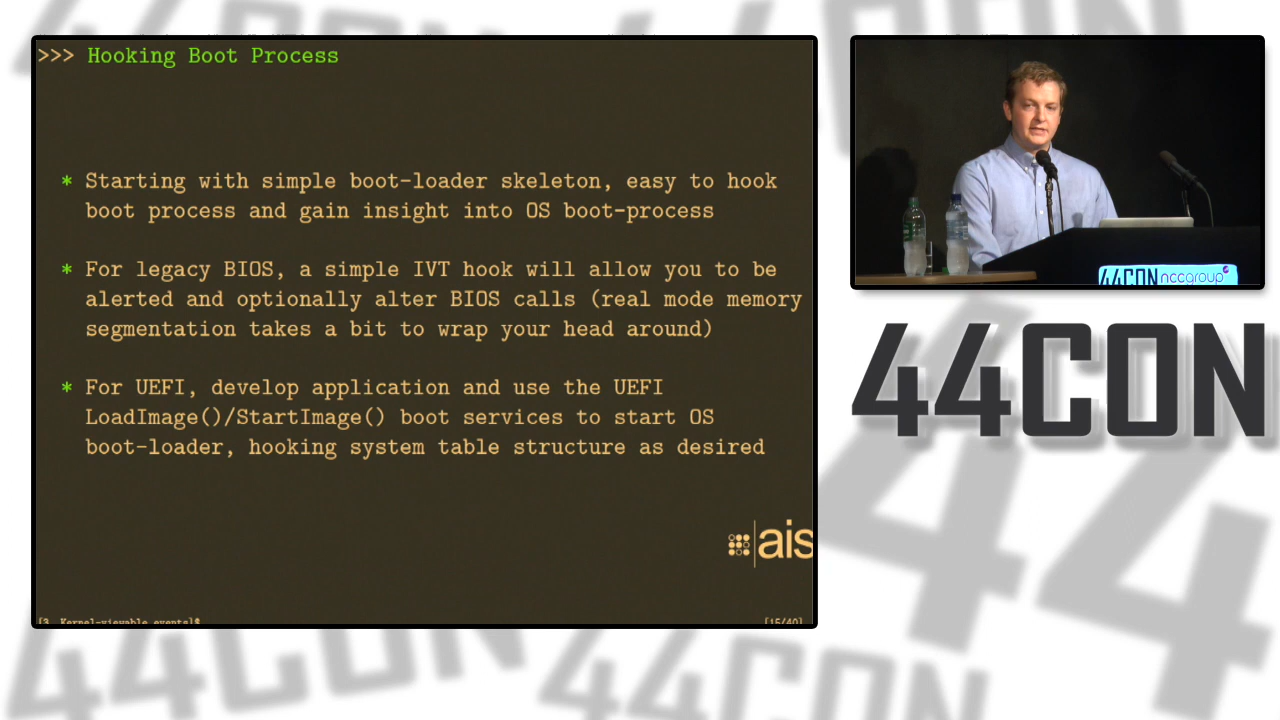 >>> Hooking Boot Process
* Starting with simple boot-loader skeleton, easy to hook
boot process and gain insight into OS boot-process
* For legacy BIOS, a simple IVT hook will allow you to be
alerted and optionally alter BIOS calls (real mode memory
segmentation takes a bit to wrap your head around)
* For UEFI, develop application and use the UEFI
LoadImage()/StartImage() boot services to start OS
boot-loader, hooking system table structure as desired
ais
[3. Kernel-viewable events]$
[15/40]
44CON nccgroup
44CON